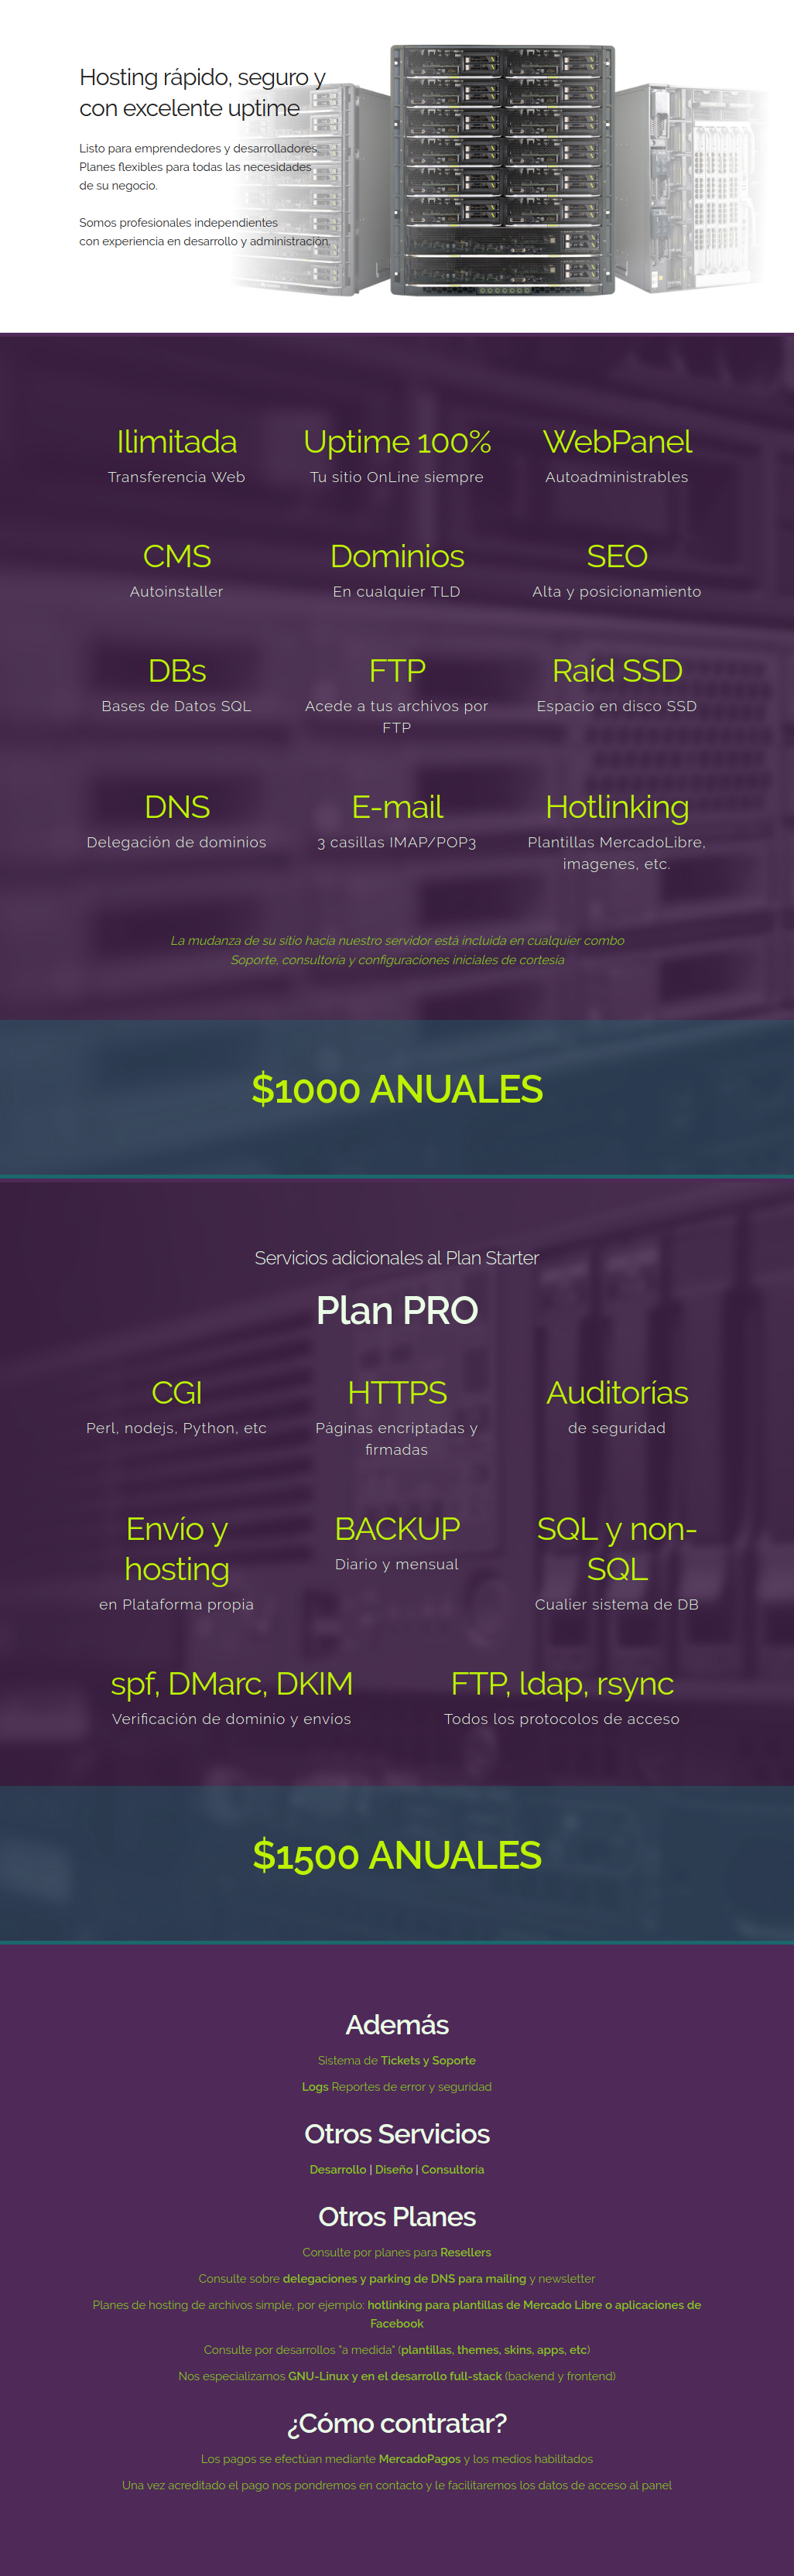 Hosting rápido, seguro y
con excelente uptime
Listo para emprendedores y desarrolladores.
Planes flexibles para todas las necesidades
de su negocio.
Somos profesionales independientes
con experiencia en desarrollo y administración.
Ilimitada
Transferencia Web
Uptime 100%
Tu sitio OnLine siempre
WebPanel
Autoadministrables
CMS
Autoinstaller
Dominios
En cualquier TLD
SEO
Alta y posicionamiento
DBs
Bases de Datos SQL
FTP
Acede a tus archivos por
FTP
Raíd SSD
Espacio en disco SSD
DNS
Delegación de dominios
E-mail
3 casillas IMAP/POP3
Hotlinking
Plantillas MercadoLibre,
imagenes, etc.
La mudanza de su sitio hacia nuestro servidor está incluida en cualquier combo
Soporte, consultoría y configuraciones iniciales de cortesía
$1000 ANUALES
Servicios adicionales al Plan Starter
Plan PRO
CGI
Perl, nodejs, Python, etc
HTTPS
Páginas encriptadas y
firmadas
Auditorías
de seguridad
Envío y
hosting
en Plataforma propia
BACKUP
Diario y mensual
SQL y non-
SQL
Cualier sistema de DB
spf, DMarc, DKIM
Verificación de dominio y envios
FTP, ldap, rsync
Todos los protocolos de acceso
$1500 ANUALES
Además
Sistema de Tickets y Soporte
Logs Reportes de error y seguridad
Otros Servicios
Desarrollo | Diseño | Consultoría
Otros Planes
Consulte por planes para Resellers
Consulte sobre delegaciones y parking de DNS para mailing y newsletter
Planes de hosting de archivos simple, por ejemplo: hotlinking para plantillas de Mercado Libre o aplicaciones de
Facebook
Consulte por desarrollos "a medida" (plantillas, themes, skins, apps, etc)
Nos especializamos GNU-Linux y en el desarrollo full-stack (backend y frontend)
¿Cómo contratar?
Los pagos se efectúan mediante MercadoPagos y los medios habilitados
Una vez acreditado el pago nos pondremos en contacto y le facilitaremos los datos de acceso al panel